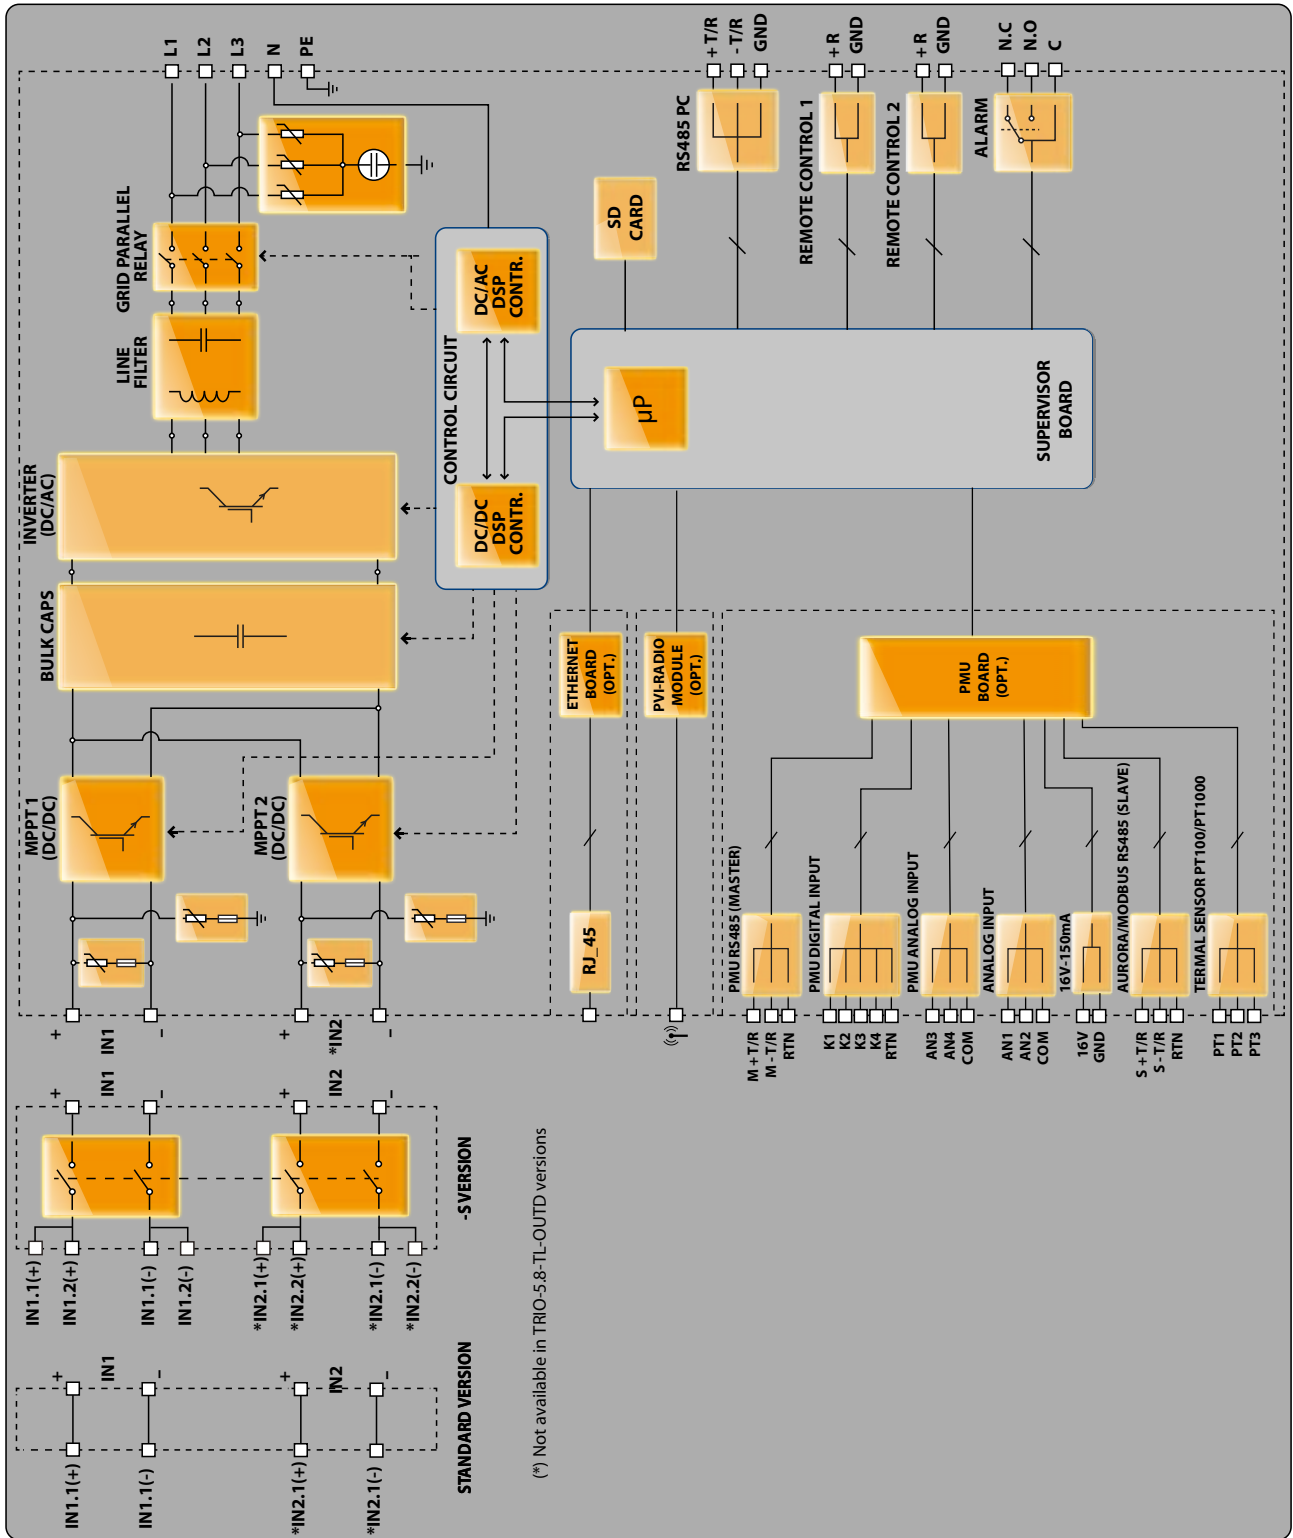 STANDARD VERSION
IN1.1(+)
IN1.1(-)
*IN2.1(+)
*IN2.1(-)
+
IN1
-
+
IN2
-
-S VERSION
IN1.1(+)
IN1.2(+)
IN1.1(-)
IN1.2(-)
*IN2.1(+)
*IN2.2(+)
*IN2.1(-)
*IN2.2(-)
+
IN1
-
+
IN2
-
+
IN1
-
+
*IN2
-
MPPT 1
(DC/DC)
MPPT 2
(DC/DC)
BULK CAPS
INVERTER
(DC/AC)
LINE
FILTER
GRID PARALLEL
RELAY
L1
L2
L3
N
PE
CONTROL CIRCUIT
DC/DC
DSP
CONTR.
DC/AC
DSP
CONTR.
µP
SUPERVISOR
BOARD
SD
CARD
RS485 PC
+ T/R
- T/R
GND
REMOTE CONTROL 1
+ R
GND
REMOTE CONTROL 2
+ R
GND
ALARM
N.C
N.O
C
ETHERNET
BOARD
(OPT.)
RJ_45
PVI-RADIO
MODULE
(OPT.)
PMU
BOARD
(OPT.)
PMU RS485 (MASTER)
M + T/R
M - T/R
RTN
PMU DIGITAL INPUT
K1
K2
K3
K4
RTN
PMU ANALOG INPUT
AN3
AN4
COM
ANALOG INPUT
AN1
AN2
COM
16V-150mA
16V
GND
AURORA/MODBUS RS485 (SLAVE)
S + T/R
S - T/R
RTN
TERMAL SENSOR PT100/PT1000
PT1
PT2
PT3
(*) Not available in TRIO-5.8-TL-OUTD versions